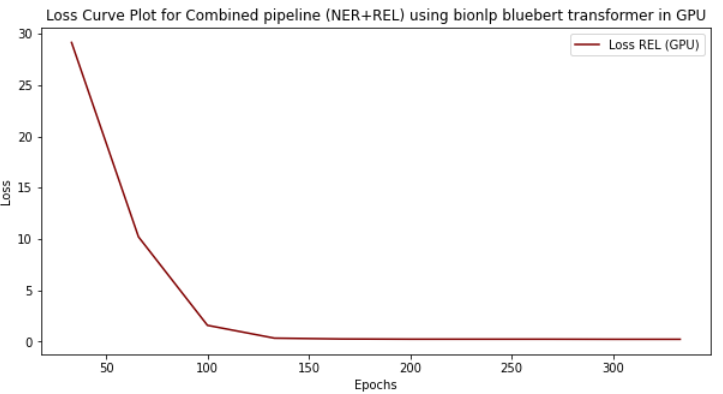 Loss Curve Plot for Combined pipeline (NER+REL) using bionlp bluebert transformer in GPU
Loss REL (GPU)
30
25
20
15
10
5
0
Loss
50 100 150 200 250 300
Epochs